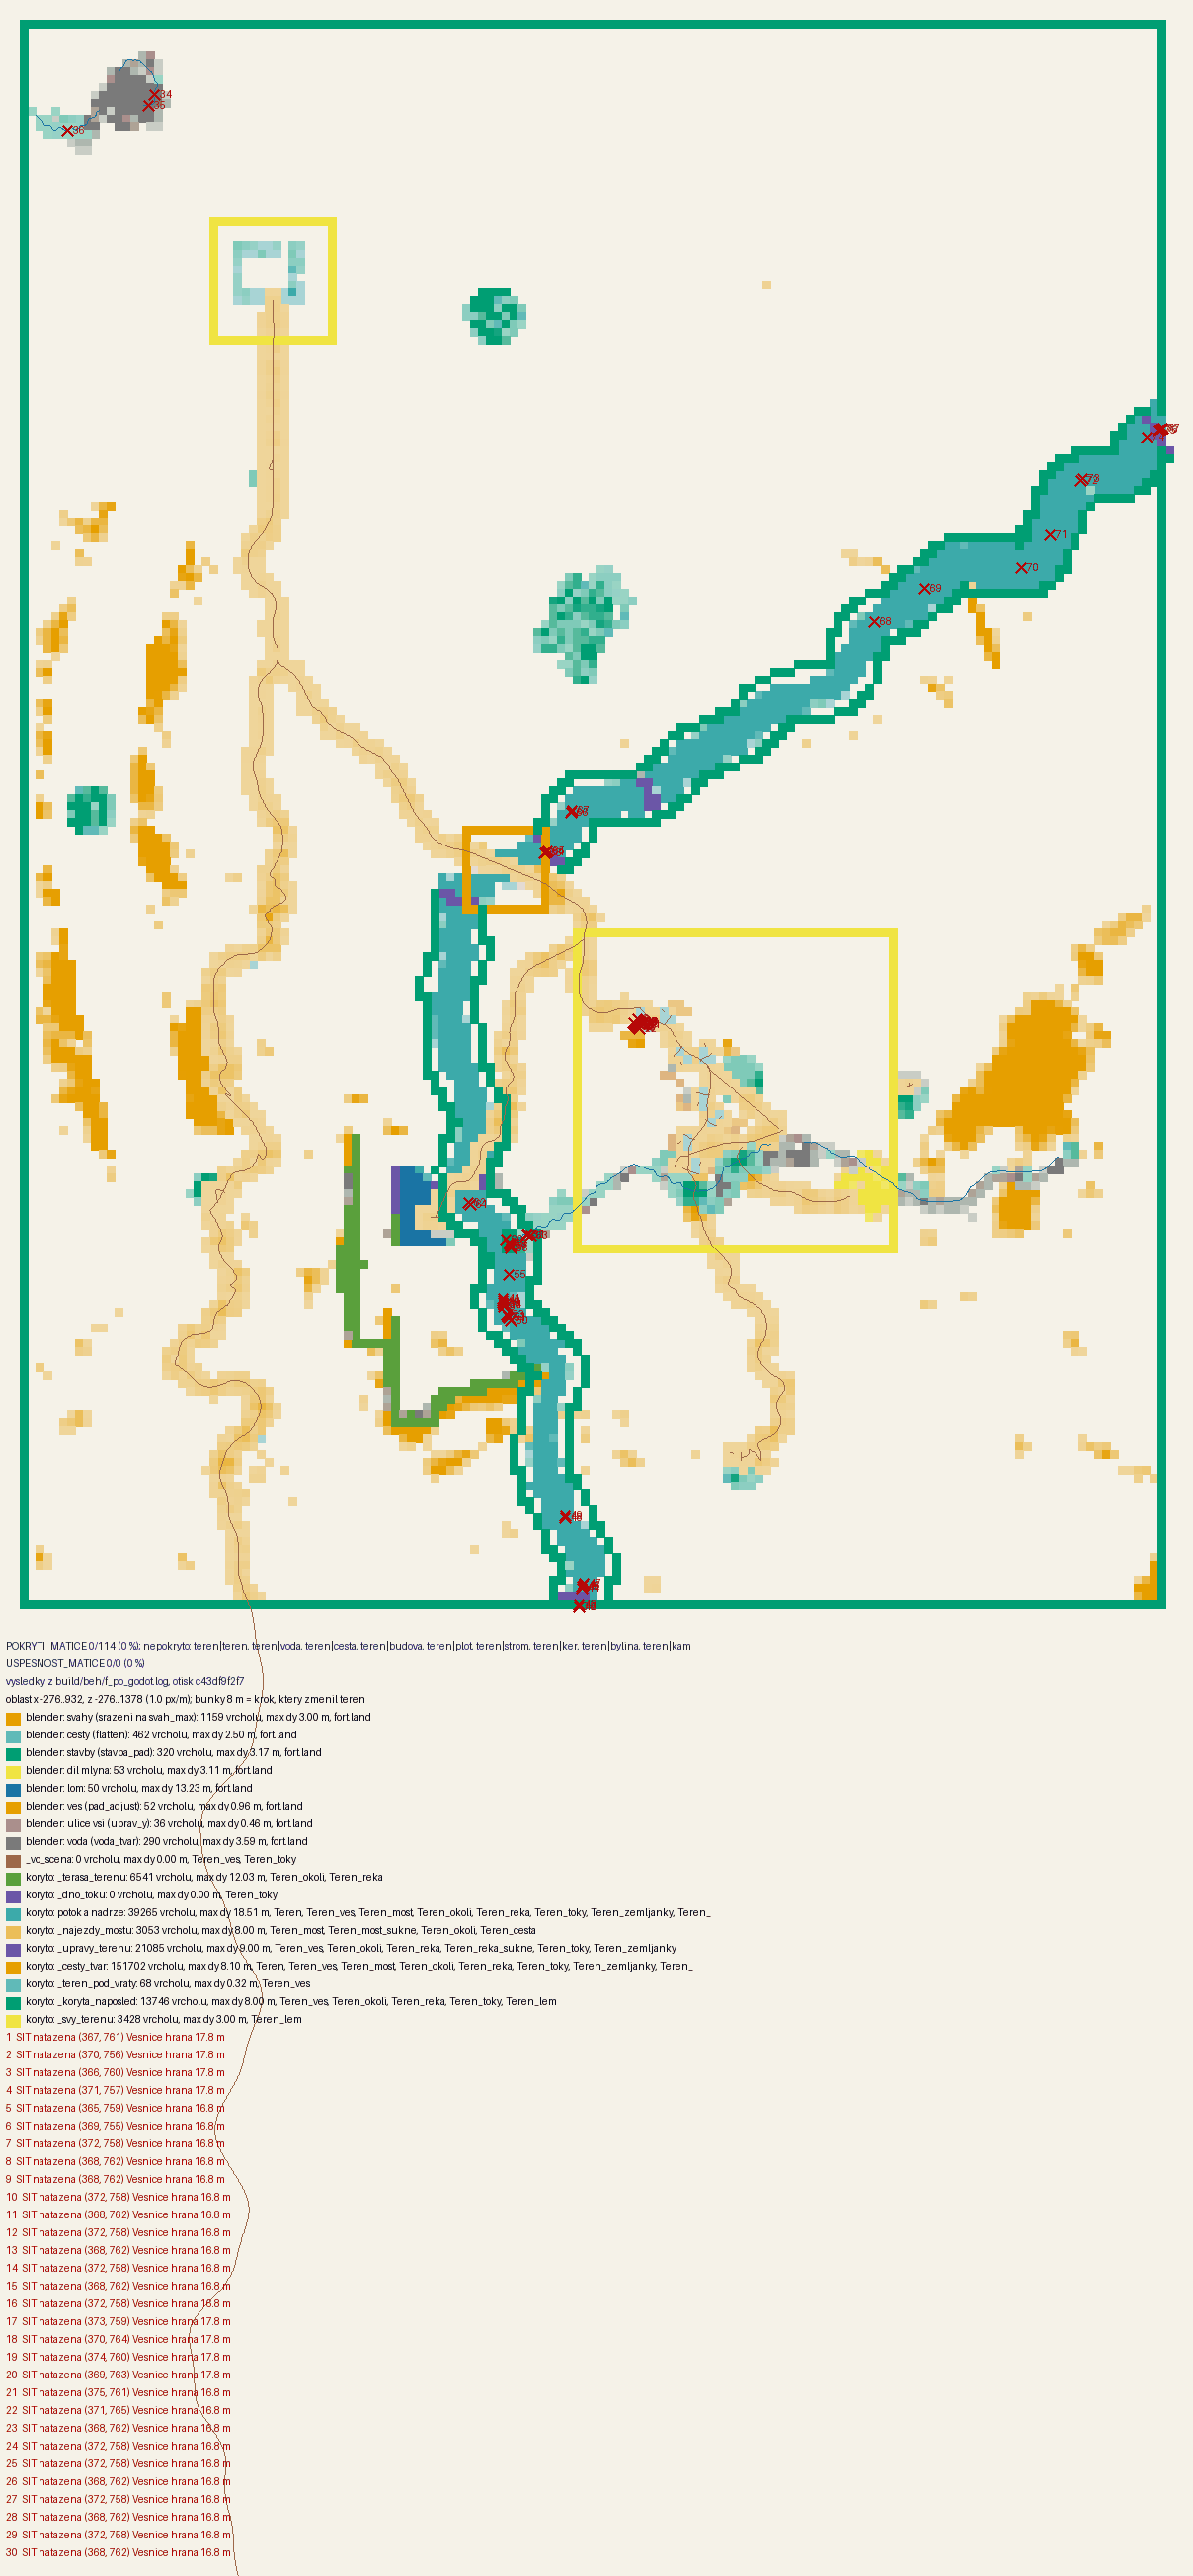 34
35
36
73
72
71
70
69
68
67
66
64
55
50
POKRYTI_MATICE 0/114 (0 %); nepokryto: teren|teren, teren|voda, teren|cesta, teren|budova, teren|plot, teren|strom, teren|ker, teren|bylina, teren|kam
USPESNOST_MATICE 0/0 (0 %)
vysledky z build/beh/f_po_godot.log, otisk c43df9f2f7
oblast x -276..932, z -276..1378 (1.0 px/m); bunky 8 m = krok, ktery zmenil teren
blender: svahy (srazeni na svah_max): 1159 vrcholu, max dy 3.00 m, fort.land
blender: cesty (flatten): 462 vrcholu, max dy 2.50 m, fort.land
blender: stavby (stavba_pad): 320 vrcholu, max dy 3.17 m, fort.land
blender: dil mlyna: 53 vrcholu, max dy 3.11 m, fort.land
blender: lom: 50 vrcholu, max dy 13.23 m, fort.land
blender: ves (pad_adjust): 52 vrcholu, max dy 0.96 m, fort.land
blender: ulice vsi (uprav_y): 36 vrcholu, max dy 0.46 m, fort.land
blender: voda (voda_tvar): 290 vrcholu, max dy 3.59 m, fort.land
_vo_scena: 0 vrcholu, max dy 0.00 m, Teren_ves, Teren_toky
koryto: _terasa_terenu: 6541 vrcholu, max dy 12.03 m, Teren_okoli, Teren_reka
koryto: _dno_toku: 0 vrcholu, max dy 0.00 m, Teren_toky
koryto: potok a nadrze: 39265 vrcholu, max dy 18.51 m, Teren, Teren_ves, Teren_most, Teren_okoli, Teren_reka, Teren_toky, Teren_zemljanky, Teren_
koryto: _najezdy_mostu: 3053 vrcholu, max dy 8.00 m, Teren_most, Teren_most_sukne, Teren_okoli, Teren_cesta
koryto: _upravy_terenu: 21085 vrcholu, max dy 9.00 m, Teren_ves, Teren_okoli, Teren_reka, Teren_reka_sukne, Teren_toky, Teren_zemljanky
koryto: _cesty_tvar: 151702 vrcholu, max dy 8.10 m, Teren, Teren_ves, Teren_most, Teren_okoli, Teren_reka, Teren_toky, Teren_zemljanky, Teren_
koryto: _teren_pod_vraty: 68 vrcholu, max dy 0.32 m, Teren_ves
koryto: _koryta_naposled: 13746 vrcholu, max dy 8.00 m, Teren_ves, Teren_okoli, Teren_reka, Teren_toky, Teren_lem
koryto: _svy_terenu: 3428 vrcholu, max dy 3.00 m, Teren_lem
1 SIT natazena (367, 761) Vesnice hrana 17.8 m
2 SIT natazena (370, 756) Vesnice hrana 17.8 m
3 SIT natazena (366, 760) Vesnice hrana 17.8 m
4 SIT natazena (371, 757) Vesnice hrana 17.8 m
5 SIT natazena (365, 759) Vesnice hrana 16.8 m
6 SIT natazena (369, 755) Vesnice hrana 16.8 m
7 SIT natazena (372, 758) Vesnice hrana 16.8 m
8 SIT natazena (368, 762) Vesnice hrana 16.8 m
9 SIT natazena (368, 762) Vesnice hrana 16.8 m
10 SIT natazena (372, 758) Vesnice hrana 16.8 m
11 SIT natazena (368, 762) Vesnice hrana 16.8 m
12 SIT natazena (372, 758) Vesnice hrana 16.8 m
13 SIT natazena (368, 762) Vesnice hrana 16.8 m
14 SIT natazena (372, 758) Vesnice hrana 16.8 m
15 SIT natazena (368, 762) Vesnice hrana 16.8 m
16 SIT natazena (372, 758) Vesnice hrana 16.8 m
17 SIT natazena (373, 759) Vesnice hrana 17.8 m
18 SIT natazena (370, 764) Vesnice hrana 17.8 m
19 SIT natazena (374, 760) Vesnice hrana 17.8 m
20 SIT natazena (369, 763) Vesnice hrana 17.8 m
21 SIT natazena (375, 761) Vesnice hrana 16.8 m
22 SIT natazena (371, 765) Vesnice hrana 16.8 m
23 SIT natazena (368, 762) Vesnice hrana 16.8 m
24 SIT natazena (372, 758) Vesnice hrana 16.8 m
25 SIT natazena (372, 758) Vesnice hrana 16.8 m
26 SIT natazena (368, 762) Vesnice hrana 16.8 m
27 SIT natazena (372, 758) Vesnice hrana 16.8 m
28 SIT natazena (368, 762) Vesnice hrana 16.8 m
29 SIT natazena (372, 758) Vesnice hrana 16.8 m
30 SIT natazena (368, 762) Vesnice hrana 16.8 m